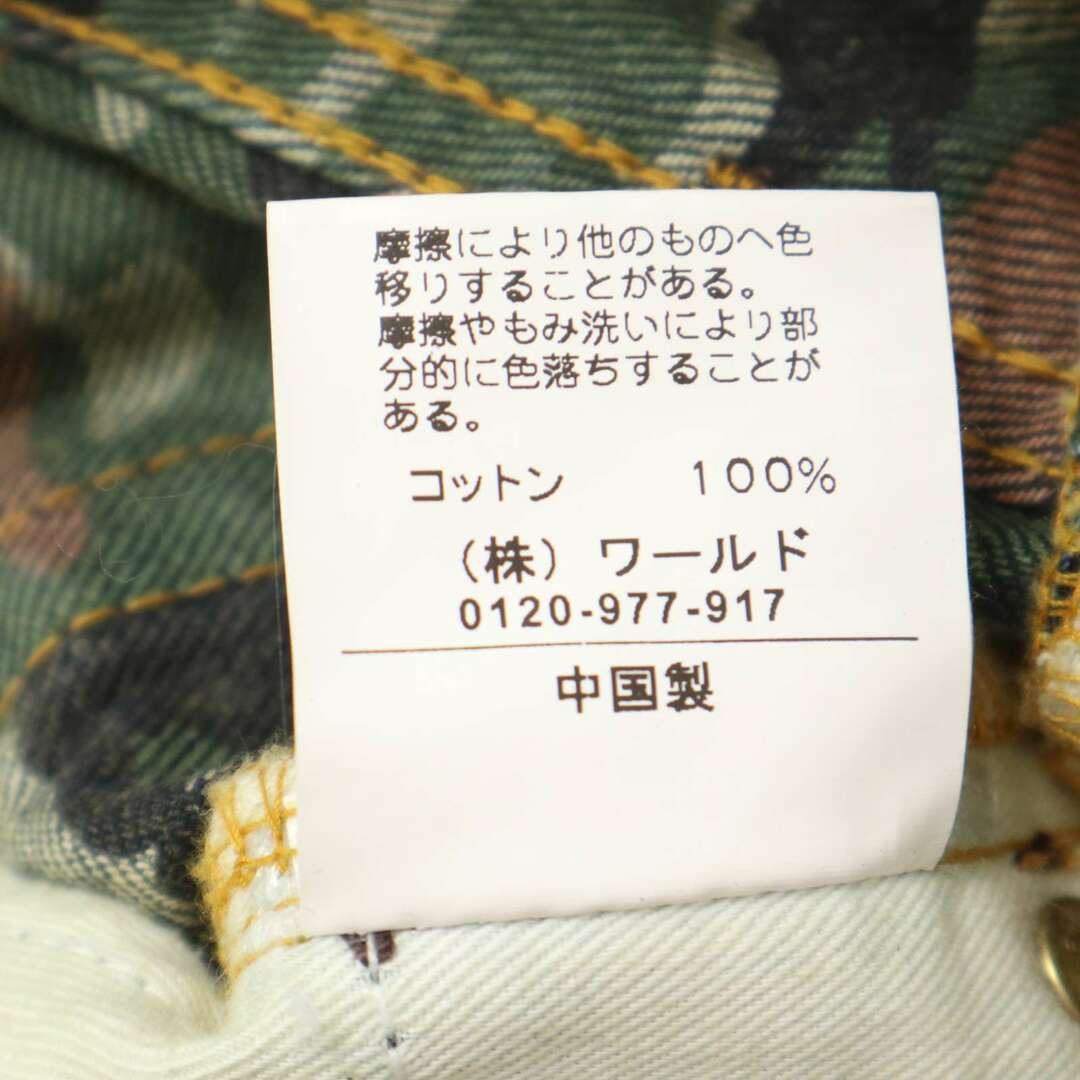 摩擦により他のものへ色
移りすることがある。
摩擦やもみ洗いにより部
分的に色落ちすることが
ある。
コットン 100%
(株) ワールド
0120-977-917
中国製